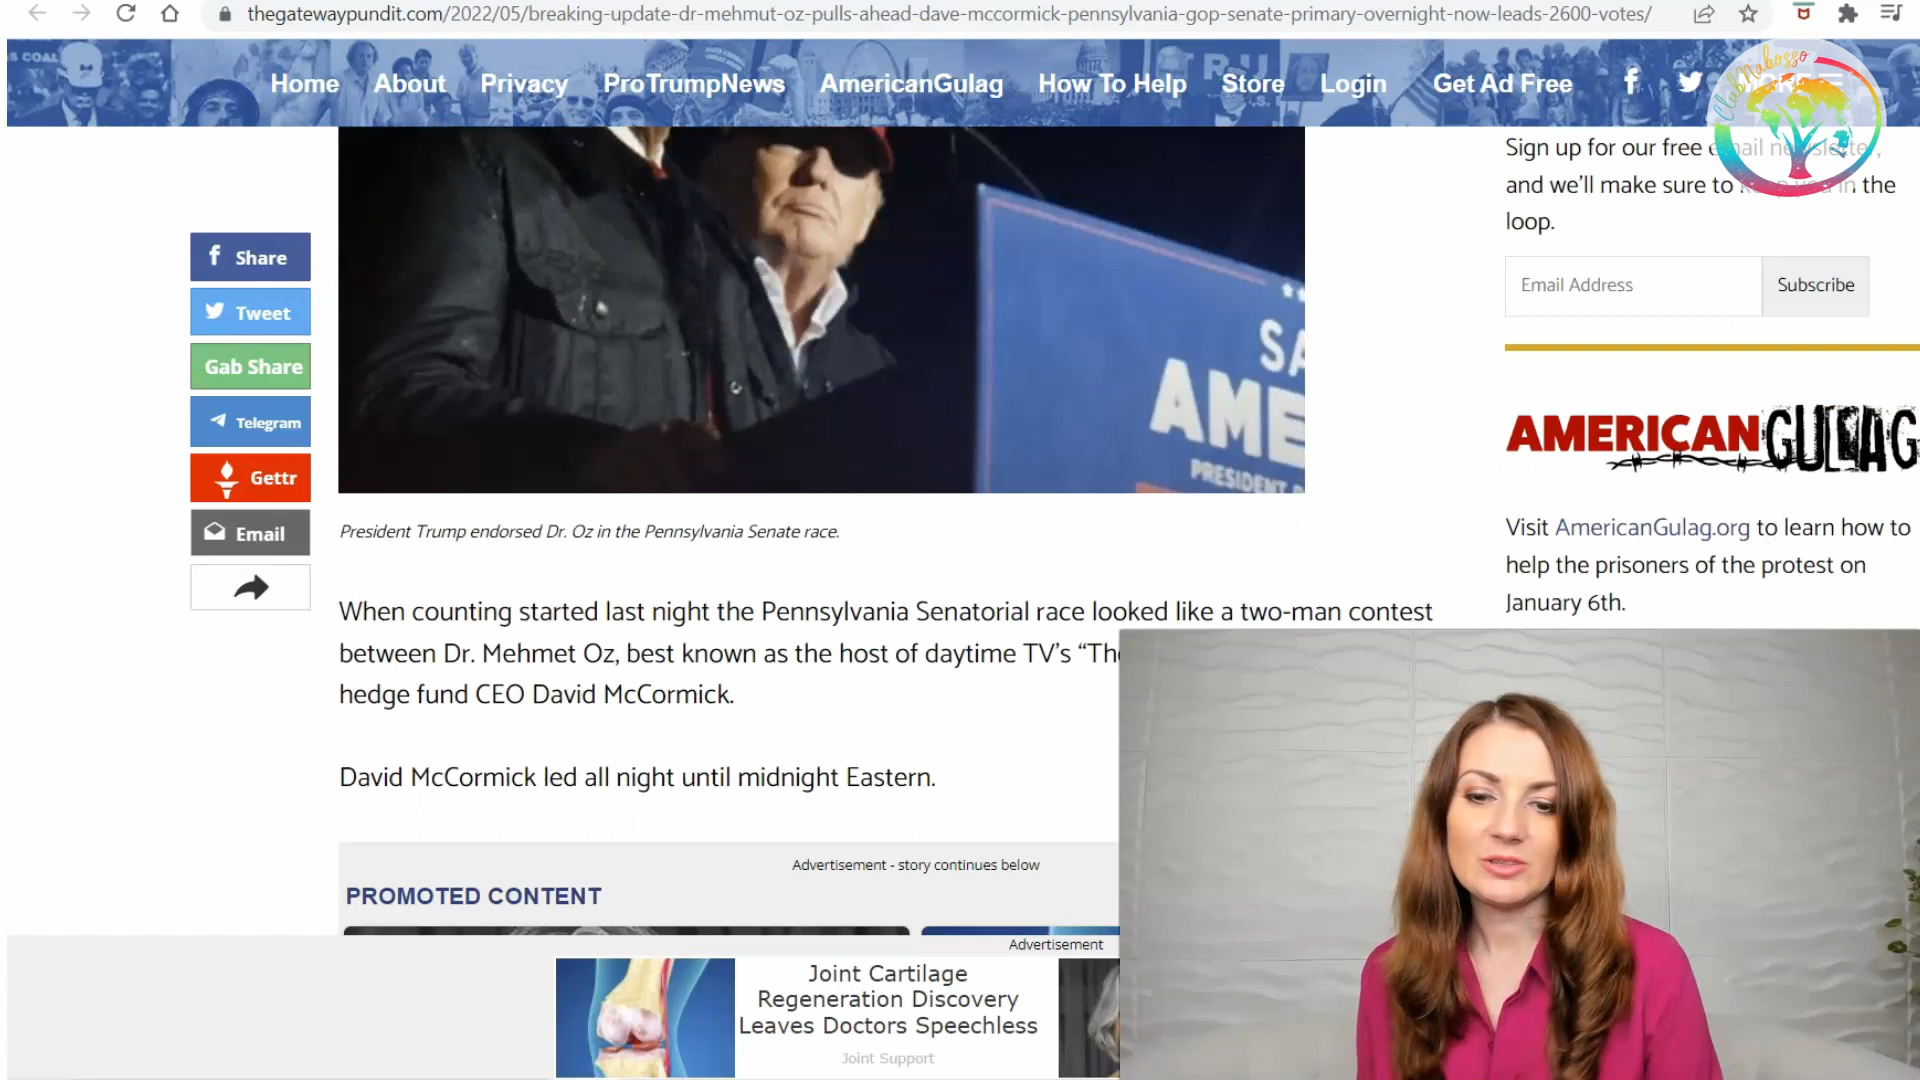 thegatewaypundit.com/2022/05/breaking-update-dr-mehmut-oz-pulls-ahead-dave-mccormick-pennsylvania-gop-senate-primary-overnight-now-leads-2600-votes/
S COAL
Home About Privacy ProTrumpNews AmericanGulag How To Help Store Login Get Ad Free
Club Nabosso
Sign up for our free email newsletter,
and we'll make sure to keep you in the
loop.
Email Address Subscribe
Share
Tweet
Gab Share
Telegram
Gettr
Email
SA
AME
PRESIDENT
AMERICAN GULAG
President Trump endorsed Dr. Oz in the Pennsylvania Senate race.
Visit AmericanGulag.org to learn how to
help the prisoners of the protest on
January 6th.
When counting started last night the Pennsylvania Senatorial race looked like a two-man contest
between Dr. Mehmet Oz, best known as the host of daytime TV's “The
hedge fund CEO David McCormick.
David McCormick led all night until midnight Eastern.
Advertisement - story continues below
PROMOTED CONTENT
Advertisement
Joint Cartilage
Regeneration Discovery
Leaves Doctors Speechless
Joint Support